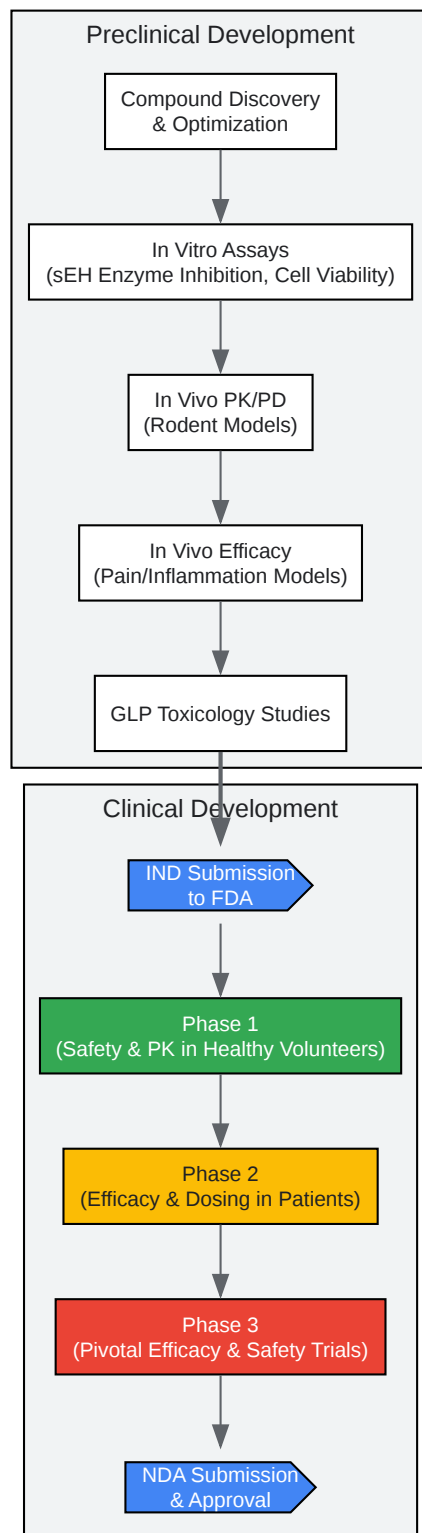 Preclinical Development
Compound Discovery
& Optimization
In Vitro Assays
(sEH Enzyme Inhibition, Cell Viability)
In Vivo PK/PD
(Rodent Models)
In Vivo Efficacy
(Pain/Inflammation Models)
GLP Toxicology Studies
Clinical Development
IND Submission
to FDA
Phase 1
(Safety & PK in Healthy Volunteers)
Phase 2
(Efficacy & Dosing in Patients)
Phase 3
(Pivotal Efficacy & Safety Trials)
NDA Submission
& Approval